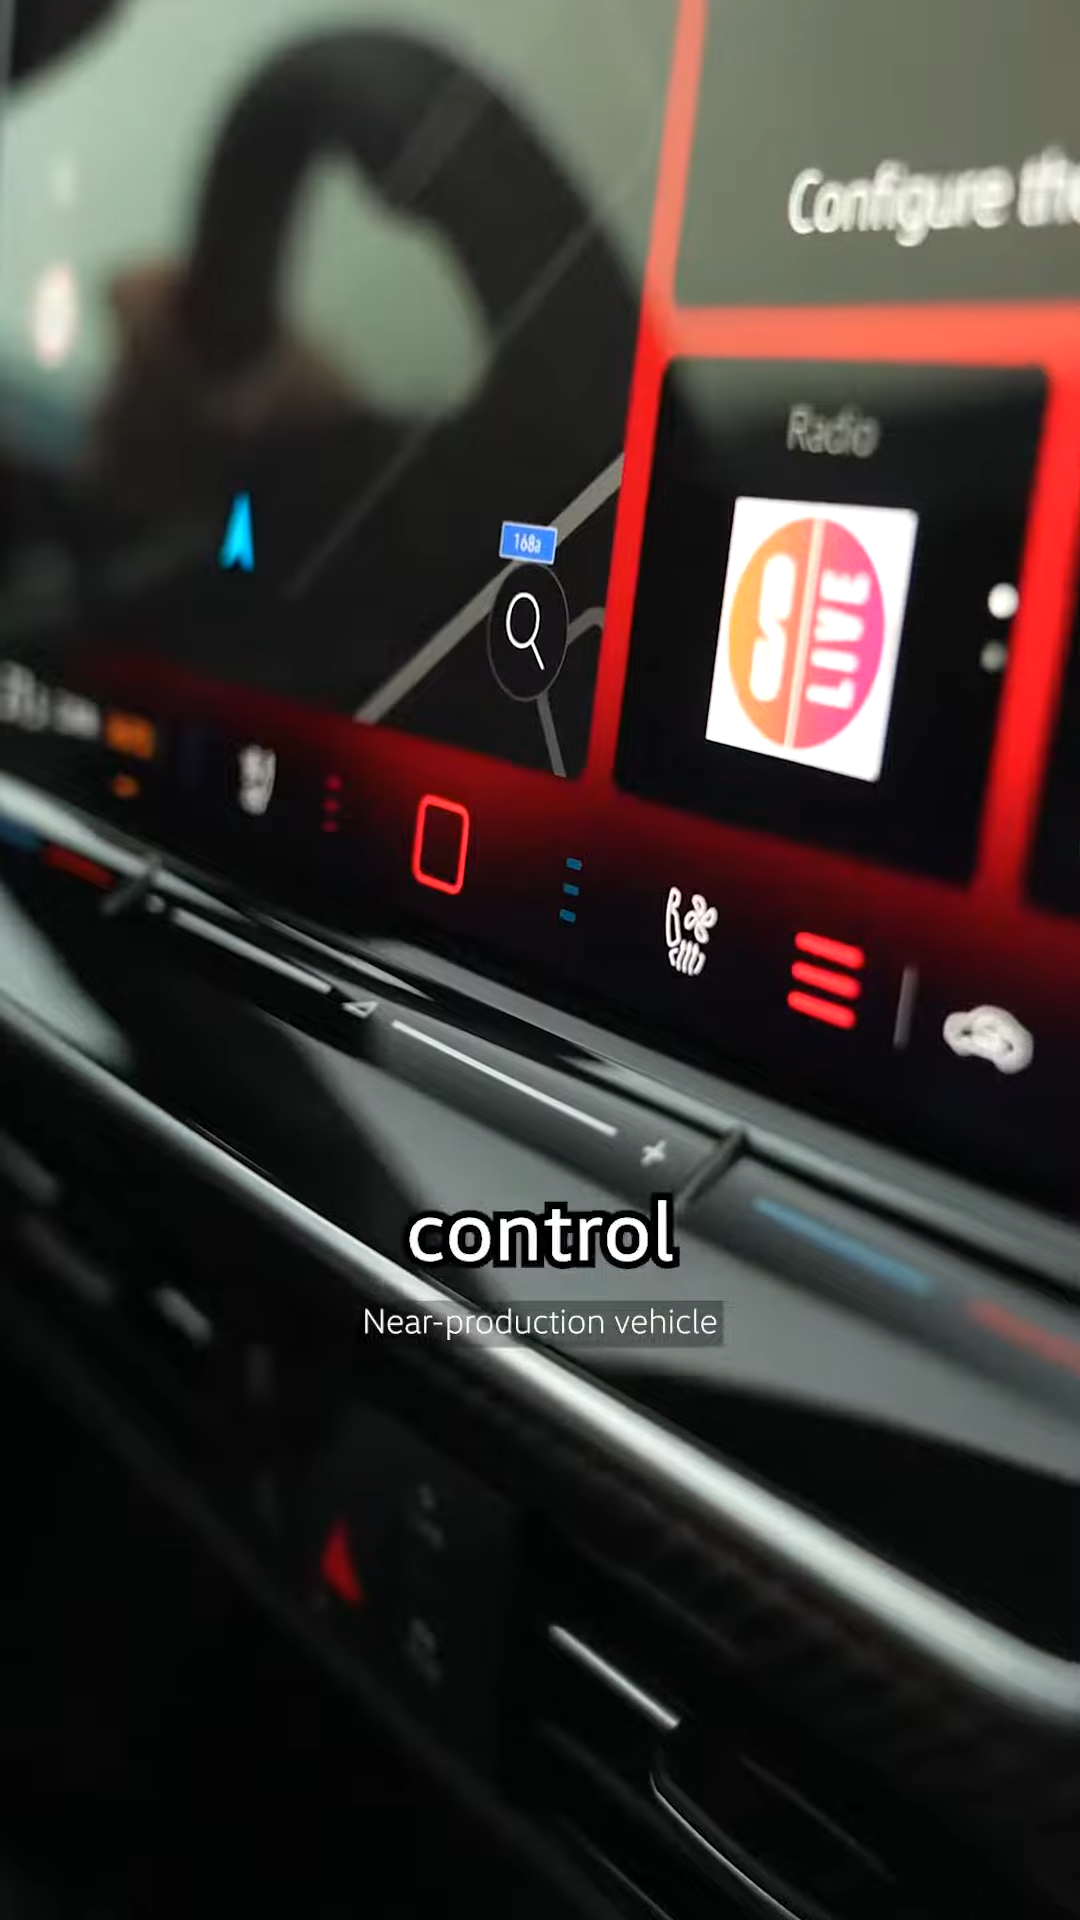 Configure the
Radio
168a
LIVE
control
Near-production vehicle